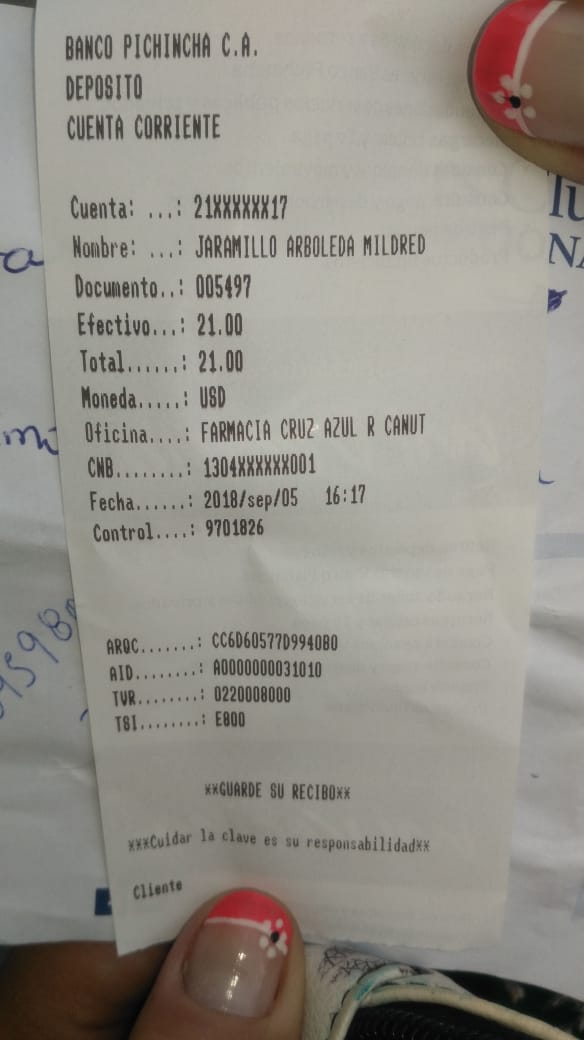 BANCO PICHINCHA C.A.
DEPOSITO
CUENTA CORRIENTE
Cuenta: ...: 21XXXXXX17
Nombre: ...: JARAMILLO ARBOLEDA MILDRED
Documento..: 005497
Efectivo...: 21.00
Total......: 21.00
Moneda.....: USD
Oficina....: FARMACIA CRUZ AZUL R CANUT
CNB........: 1304XXXXXX001
Fecha......: 2018/sep/05 16:17
Control....: 9701826
ARQC.......: CC6D60577D9940B0
AID........: A0000000031010
TVR........: 0220008000
TSI........: E800
**GUARDE SU RECIBO**
***Cuidar la clave es su responsabilidad**
Cliente